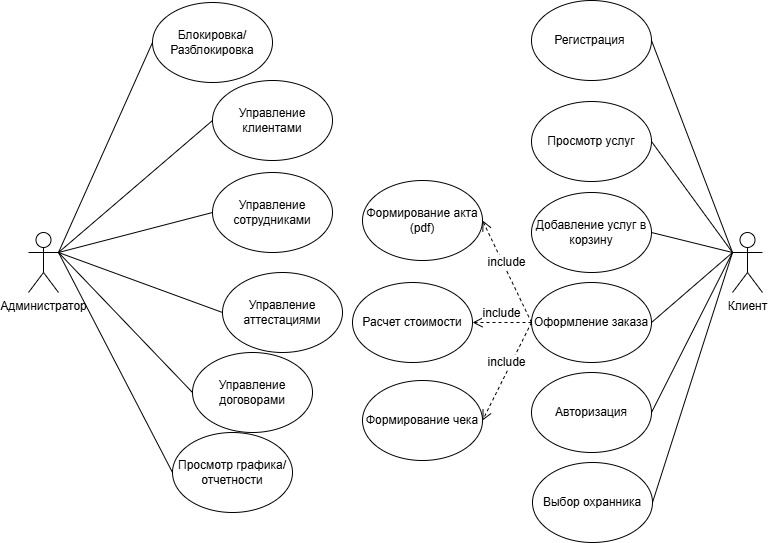 Блокировка/
Разблокировка
Регистрация
Управление
клиентами
Просмотр услуг
Управление
сотрудниками
Формирование акта
(pdf)
Добавление услуг в
корзину
include
Администратор
Клиент
Управление
аттестациями
Расчет стоимости
include
Оформление заказа
include
Управление
договорами
Формирование чека
Авторизация
Просмотр графика/
отчетности
Выбор охранника